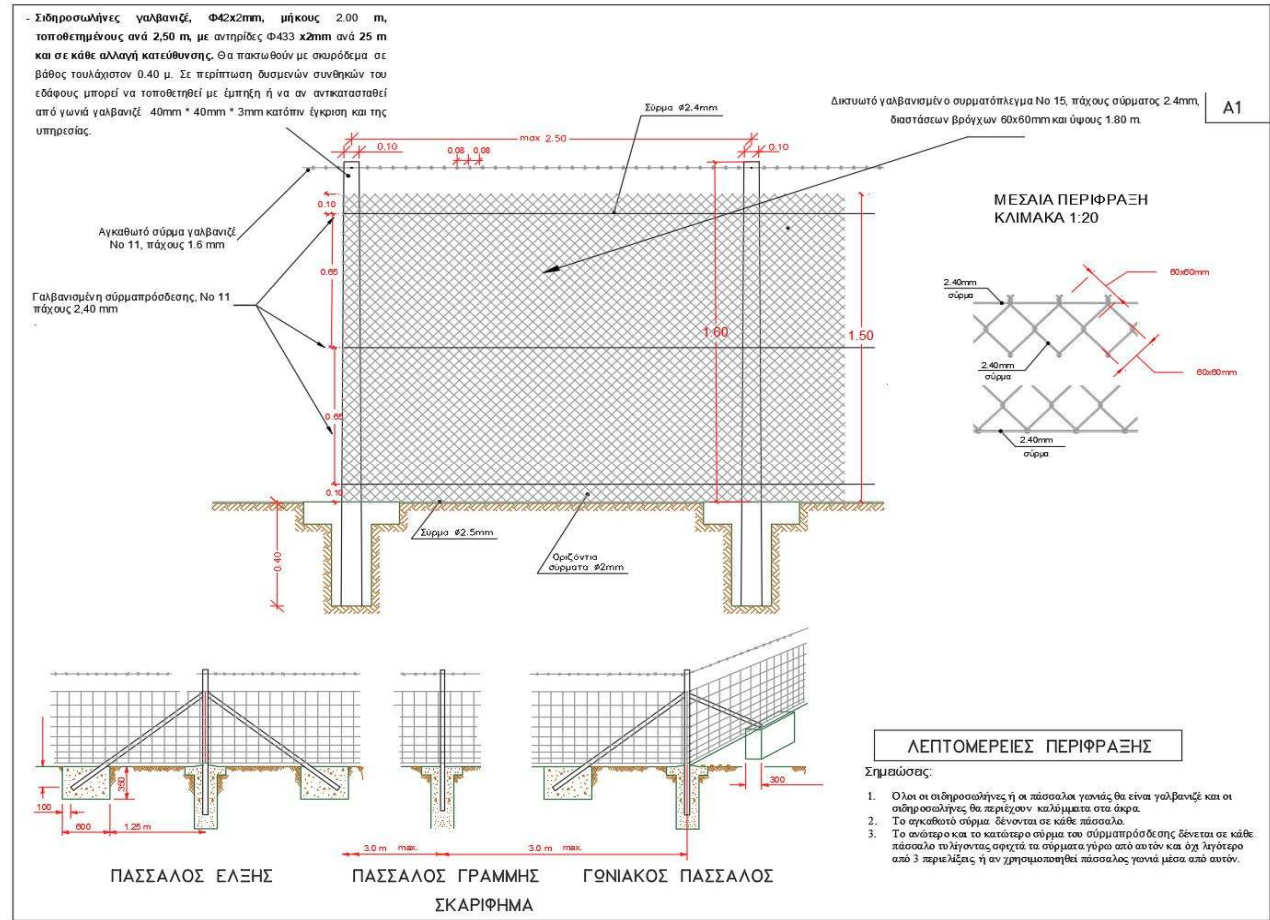 - Σιδηροσωλήνες γαλβανιζέ, Φ42x2mm, μήκους 2.00 m,
τοποθετημένους ανά 2,50 m, με αντηρίδες Φ433 x2mm ανά 25 m
και σε κάθε αλλαγή κατεύθυνσης. Θα πακτωθούν με σκυρόδεμα σε
βάθος τουλάχιστον 0.40 μ. Σε περίπτωση δυσμενών συνθηκών του
εδάφους μπορεί να τοποθετηθεί με έμπηξη ή να αν αντικατασταθεί
από γωνιά γαλβανιζέ 40mm * 40mm * 3mm κατόπιν έγκριση και της
υπηρεσίας.
Σύρμα ø2.4mm
Δικτυωτό γαλβανισμένο συρματόπλεγμα Νο 15, πάχους σύρματος 2.4mm,
διαστάσεων βρόγχων 60x60mm και ύψους 1.80 m.
A1
max 2.50
0.10
0.08
0.08
0.10
ΜΕΣΑΙΑ ΠΕΡΙΦΡΑΞΗ
ΚΛΙΜΑΚΑ 1:20
0.10
Αγκαθωτό σύρμα γαλβανιζέ
Νο 11, πάχους 1.6 mm
0.65
Γαλβανισμένη σύρμαπρόσδεσης, Νο 11
πάχους 2,40 mm
1.60
1.50
60x60mm
2.40mm
σύρμα
2.40mm
σύρμα
60x60mm
2.40mm
σύρμα
0.65
0.10
0.40
Σύρμα ø2.5mm
Οριζόντια
σύρματα ø2mm
350
100
600
1.25 m
300
3.0 m max.
3.0 m max.
ΠΑΣΣΑΛΟΣ ΕΛΞΗΣ
ΠΑΣΣΑΛΟΣ ΓΡΑΜΜΗΣ
ΓΩΝΙΑΚΟΣ ΠΑΣΣΑΛΟΣ
ΣΚΑΡΙΦΗΜΑ
ΛΕΠΤΟΜΕΡΕΙΕΣ ΠΕΡΙΦΡΑΞΗΣ
Σημειώσεις:
1. Όλοι οι σιδηροσωλήνες ή οι πάσσαλοι γωνιάς θα είναι γαλβανιζέ και οι
σιδηροσωλήνες θα περιέχουν καλύμματα στα άκρα.
2. Το αγκαθωτό σύρμα δένονται σε κάθε πάσσαλο.
3. Το ανώτερο και το κατώτερο σύρμα του σύρμαπρόσδεσης δένεται σε κάθε
πάσσαλο τυλίγοντας σφιχτά τα σύρματα γύρω από αυτόν και όχι λιγότερο
από 3 περιελίξεις, ή αν χρησιμοποιηθεί πάσσαλος γωνιά μέσα από αυτόν.